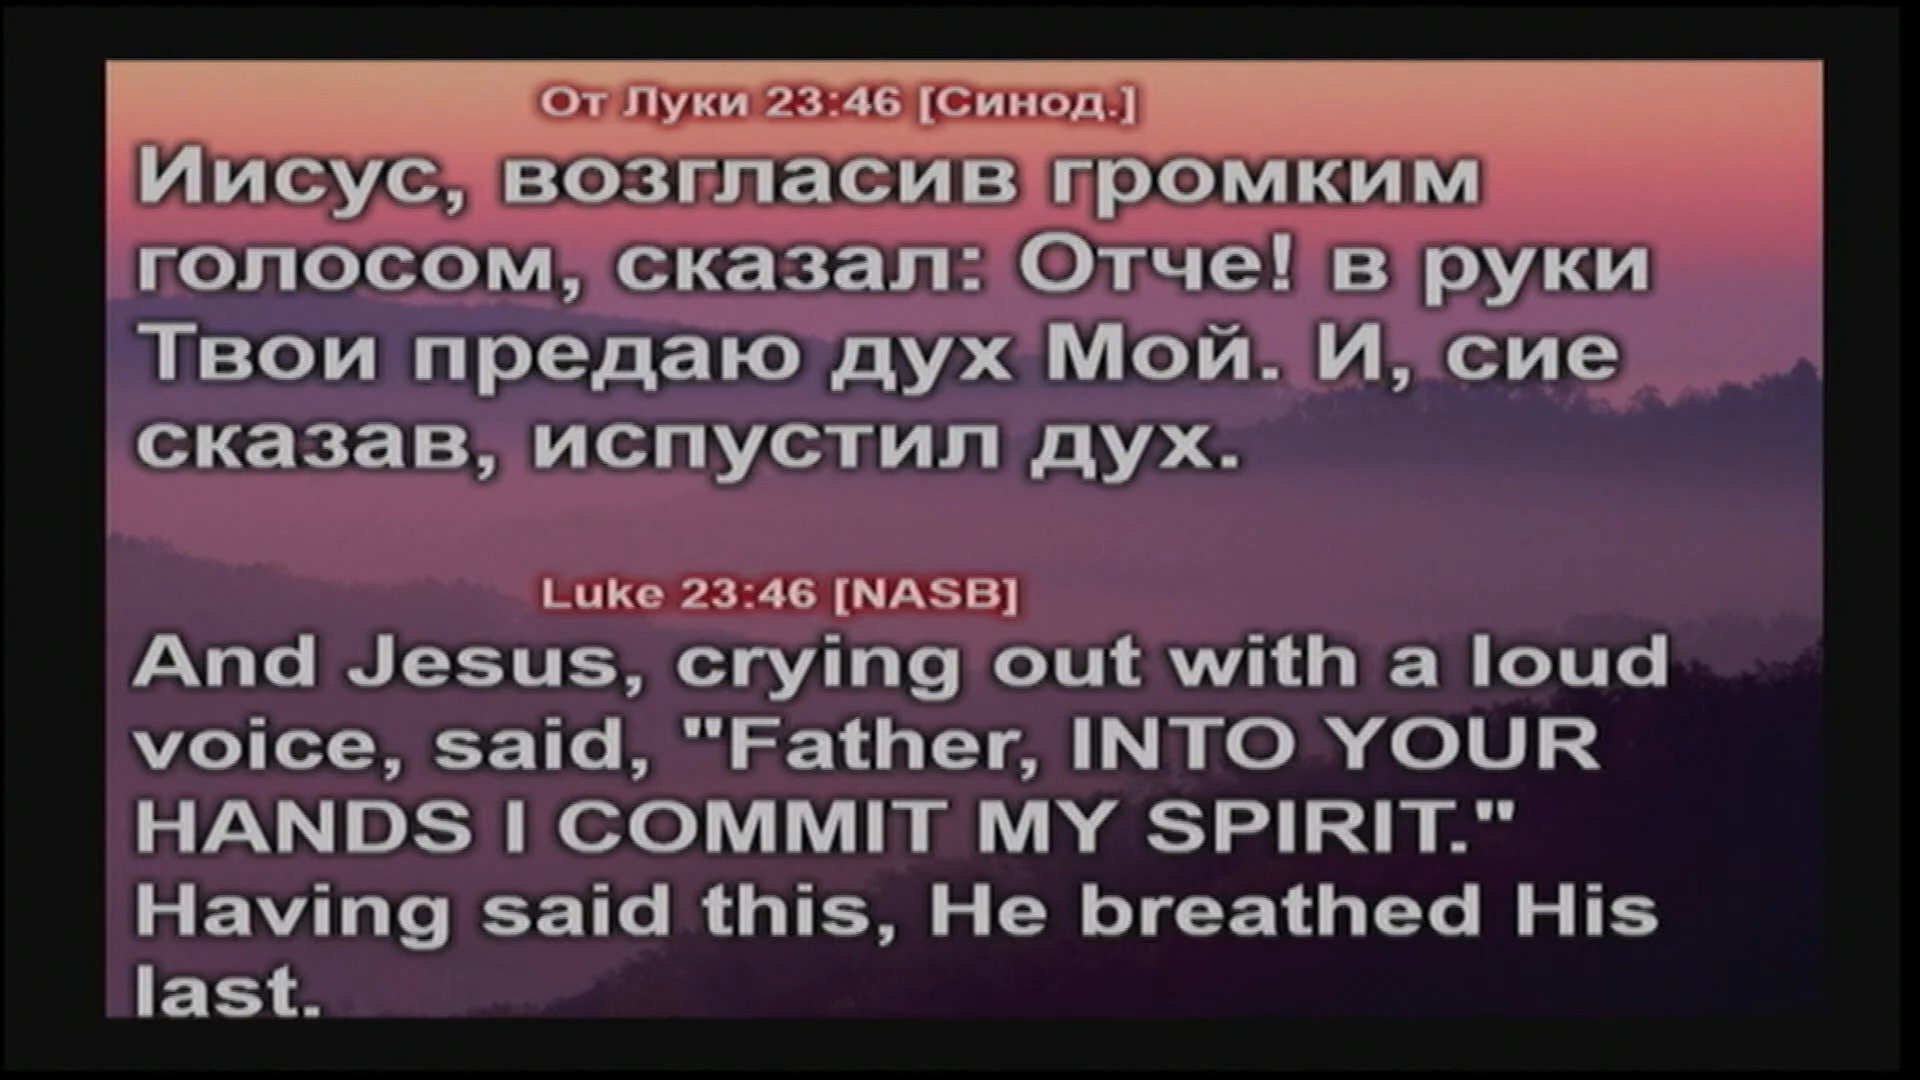 От Луки 23:46 [Синод.]
Иисус, возгласив громким
голосом, сказал: Отче! в руки
Твои предаю дух Мой. И, сие
сказав, испустил дух.
Luke 23:46 [NASB]
And Jesus, crying out with a loud
voice, said, "Father, INTO YOUR
HANDS I COMMIT MY SPIRIT."
Having said this, He breathed His
last.